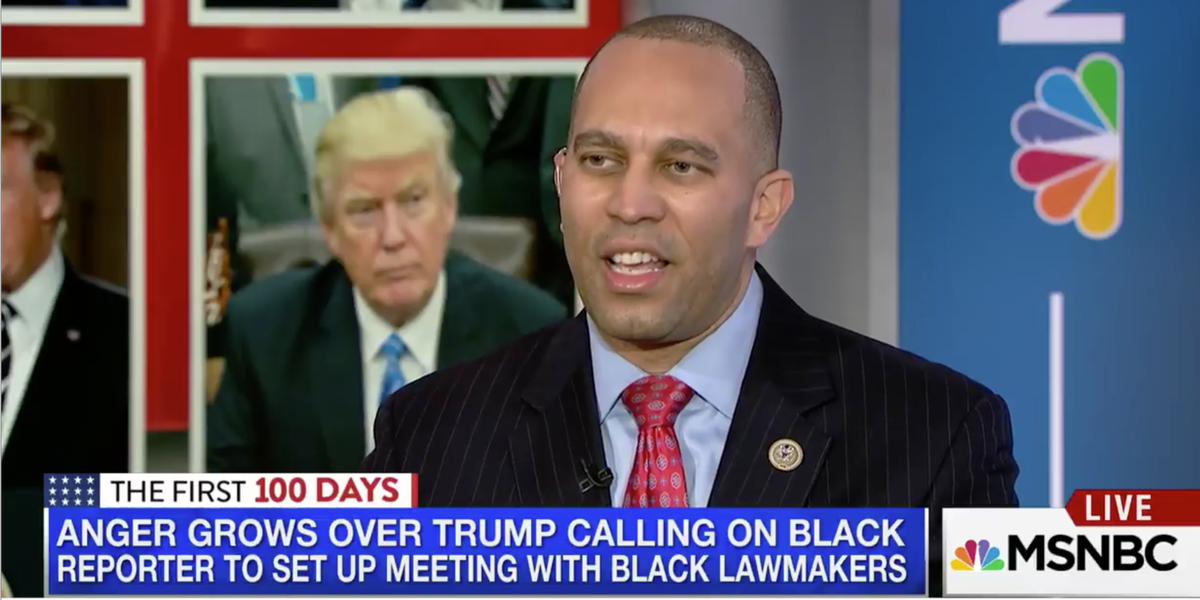 THE FIRST 100 DAYS
ANGER GROWS OVER TRUMP CALLING ON BLACK
REPORTER TO SET UP MEETING WITH BLACK LAWMAKERS
LIVE
MSNBC